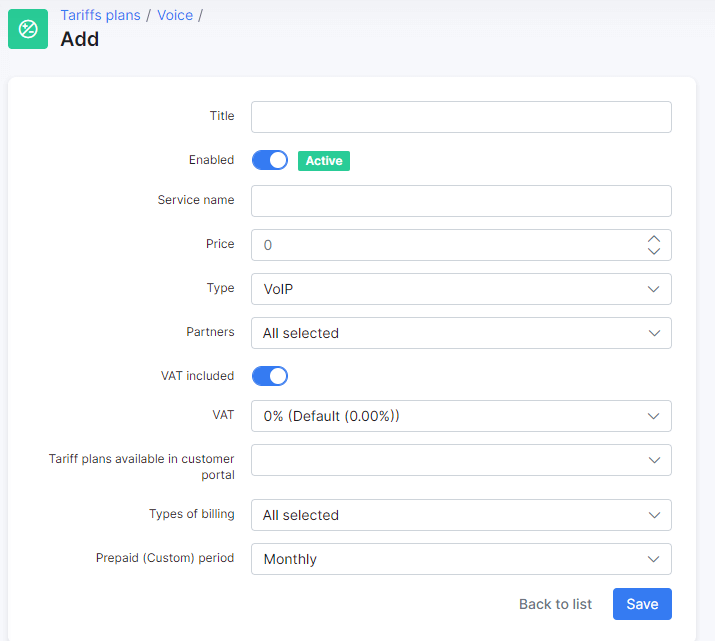 Tariffs plans / Voice /
Add
Title
Enabled Active
Service name
Price 0
Type VoIP
Partners All selected
VAT included
VAT 0% (Default (0.00%))
Tariff plans available in customer
portal
Types of billing All selected
Prepaid (Custom) period Monthly
Back to list Save